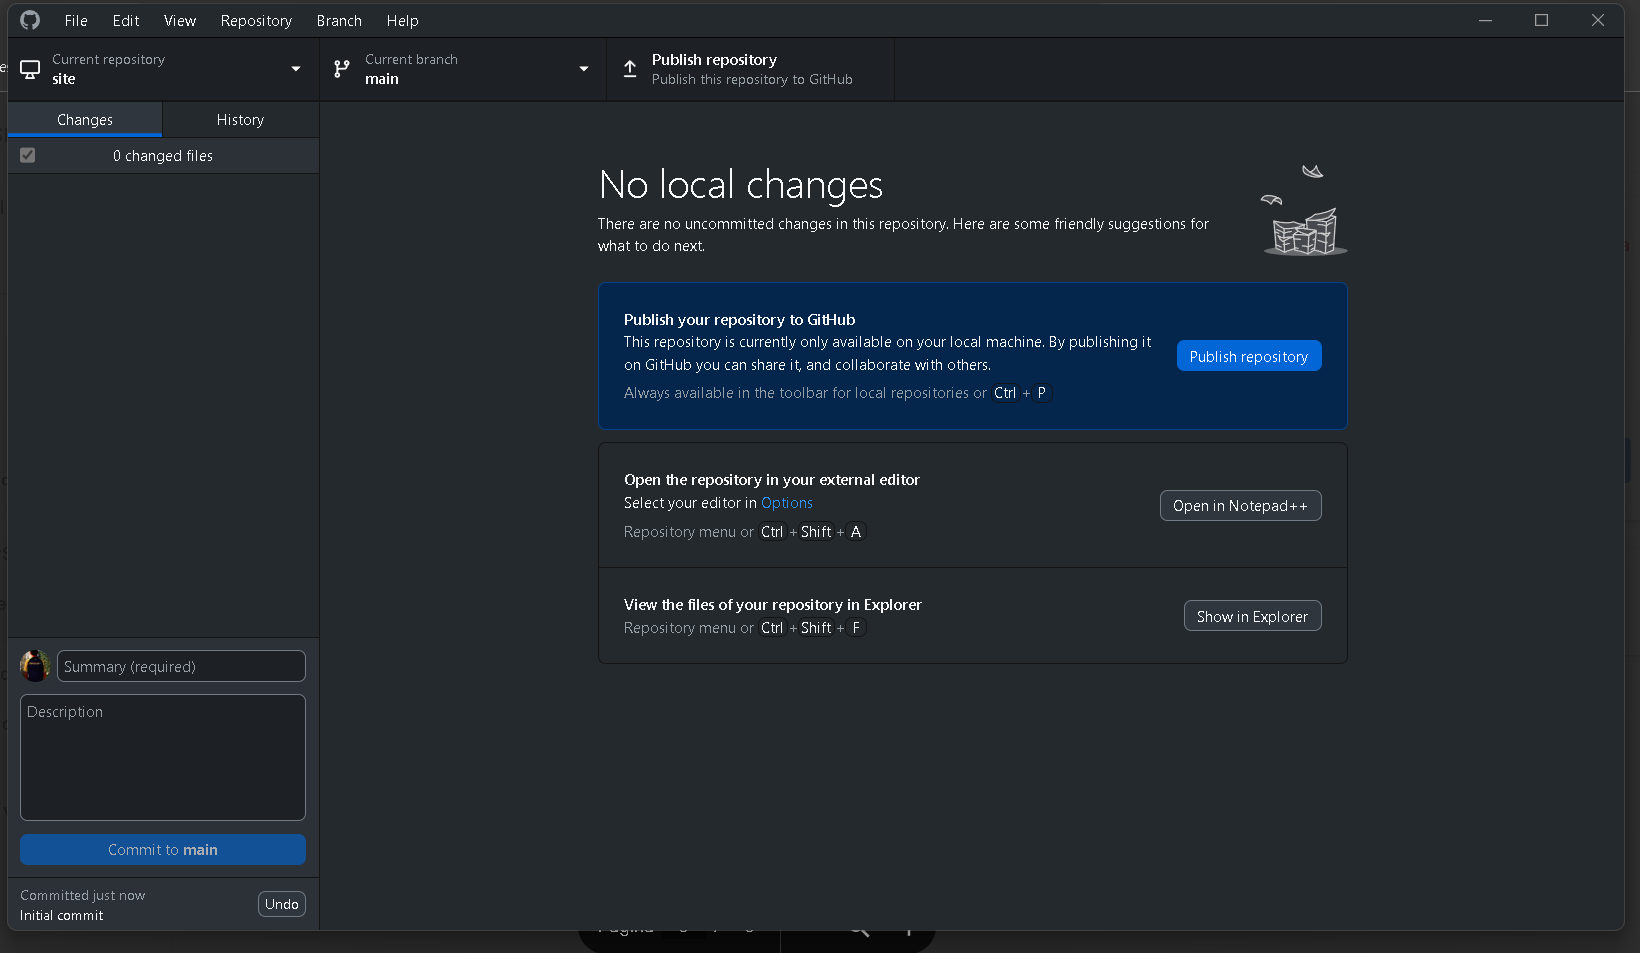 File Edit View Repository Branch Help
Current repository
site
Current branch
main
Publish repository
Publish this repository to GitHub
Changes
History
0 changed files
No local changes
There are no uncommitted changes in this repository. Here are some friendly suggestions for
what to do next.
Publish your repository to GitHub
This repository is currently only available on your local machine. By publishing it
on GitHub you can share it, and collaborate with others.
Always available in the toolbar for local repositories or Ctrl + P
Publish repository
Open the repository in your external editor
Select your editor in Options
Repository menu or Ctrl + Shift + A
Open in Notepad++
View the files of your repository in Explorer
Repository menu or Ctrl + Shift + F
Show in Explorer
Summary (required)
Description
Commit to main
Committed just now
Initial commit
Undo